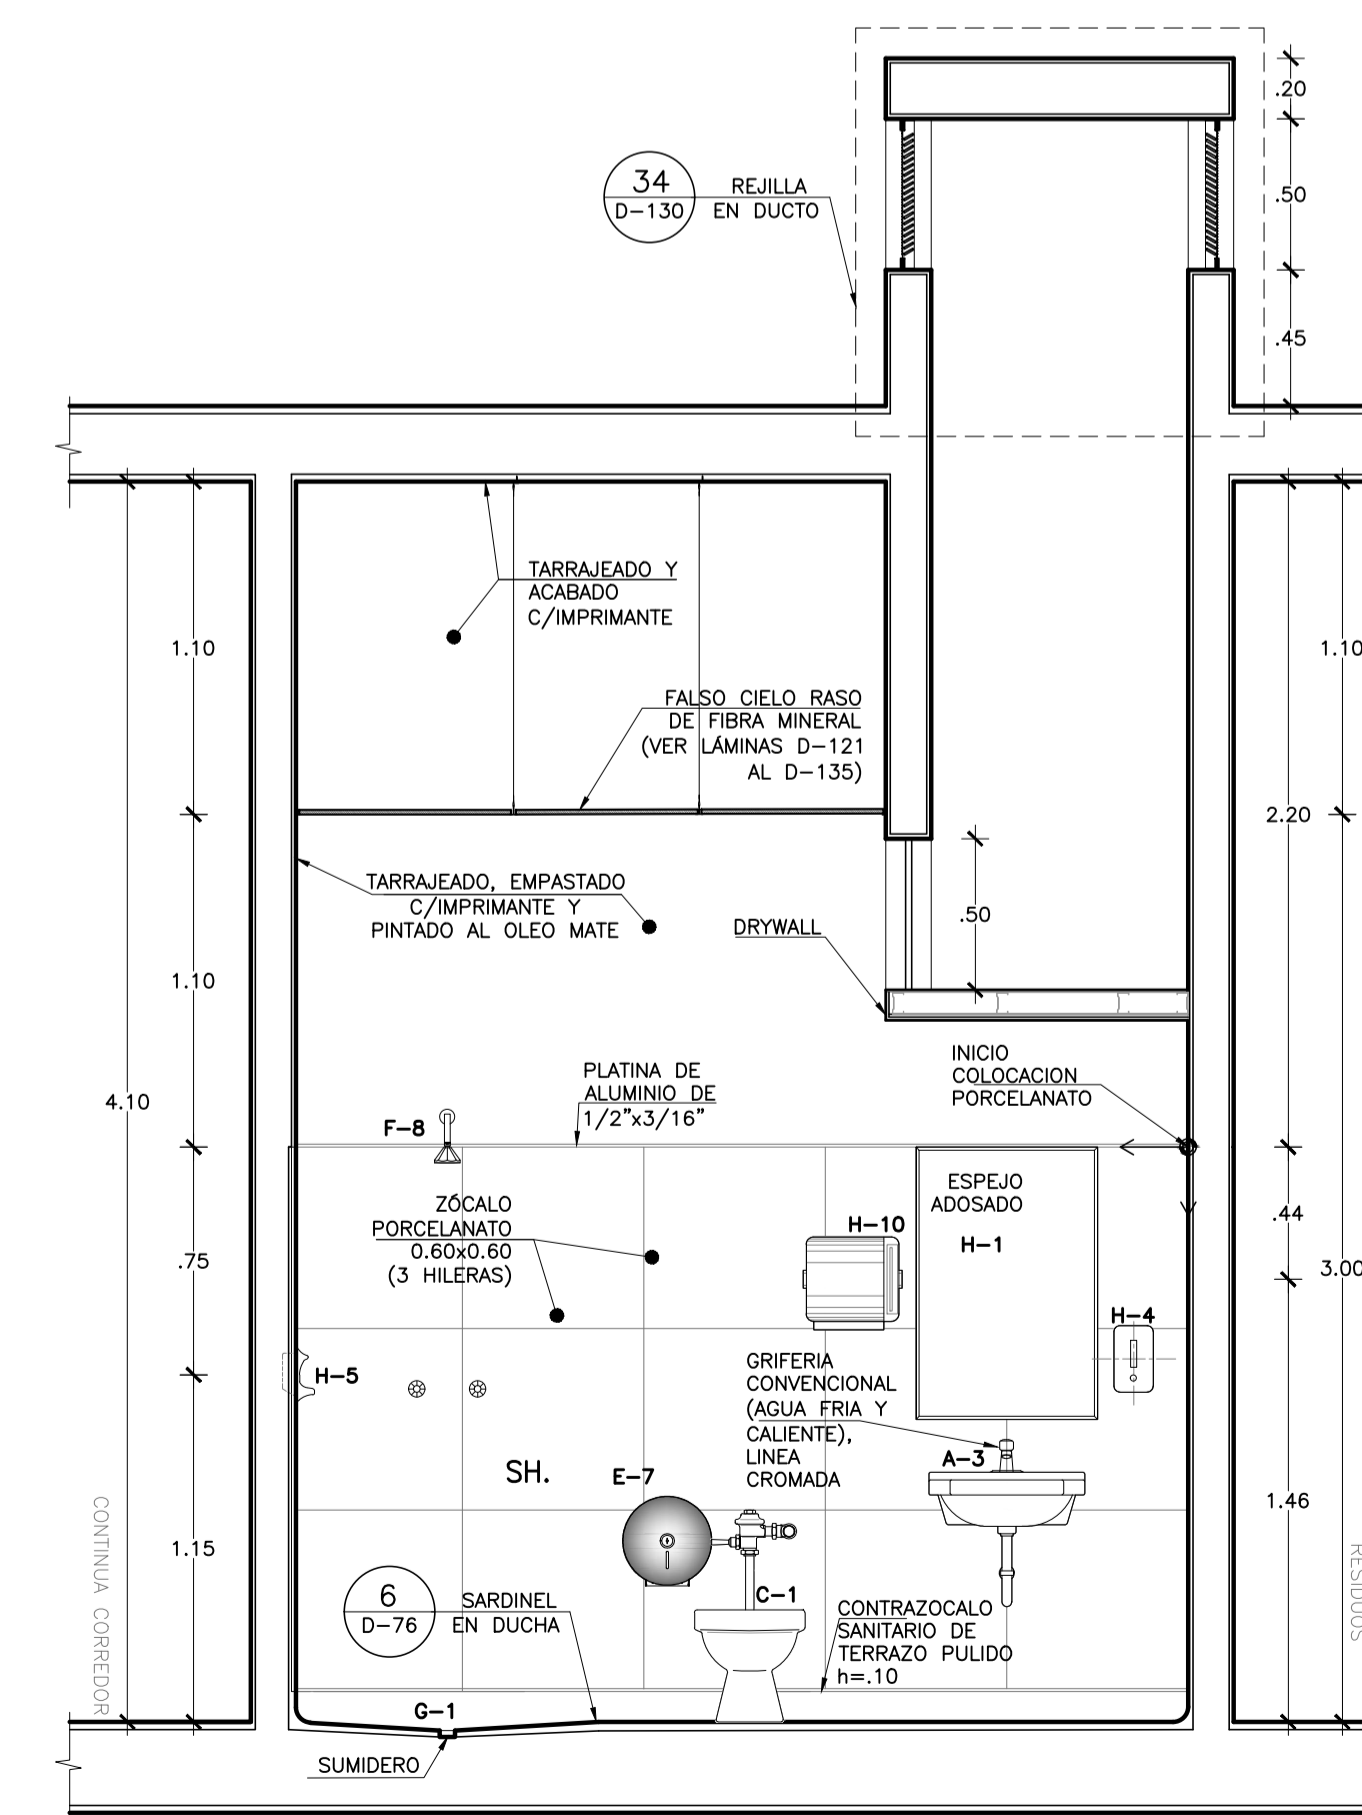 .20
34
D-130
REJILLA
EN DUCTO
.50
.45
TARRAJEADO Y
ACABADO
C/IMPRIMANTE
1.10
1.10
FALSO CIELO RASO
DE FIBRA MINERAL
(VER LÁMINAS D-121
AL D-135)
2.20
TARRAJEADO, EMPASTADO
C/IMPRIMANTE Y
PINTADO AL OLEO MATE
DRYWALL
.50
1.10
4.10
PLATINA DE
ALUMINIO DE
1/2"x3/16"
INICIO
COLOCACION
PORCELANATO
F-8
ESPEJO
ADOSADO
H-1
ZÓCALO
PORCELANATO
0.60x0.60
(3 HILERAS)
H-10
.44
.75
3.00
H-4
H-5
GRIFERIA
CONVENCIONAL
(AGUA FRIA Y
CALIENTE),
LINEA
CROMADA
A-3
SH.
E-7
1.46
1.15
CONTINUA CORREDOR
RESIDUOS
6
D-76
SARDINEL
EN DUCHA
C-1
CONTRAZOCALO
SANITARIO DE
TERRAZO PULIDO
h=.10
G-1
SUMIDERO